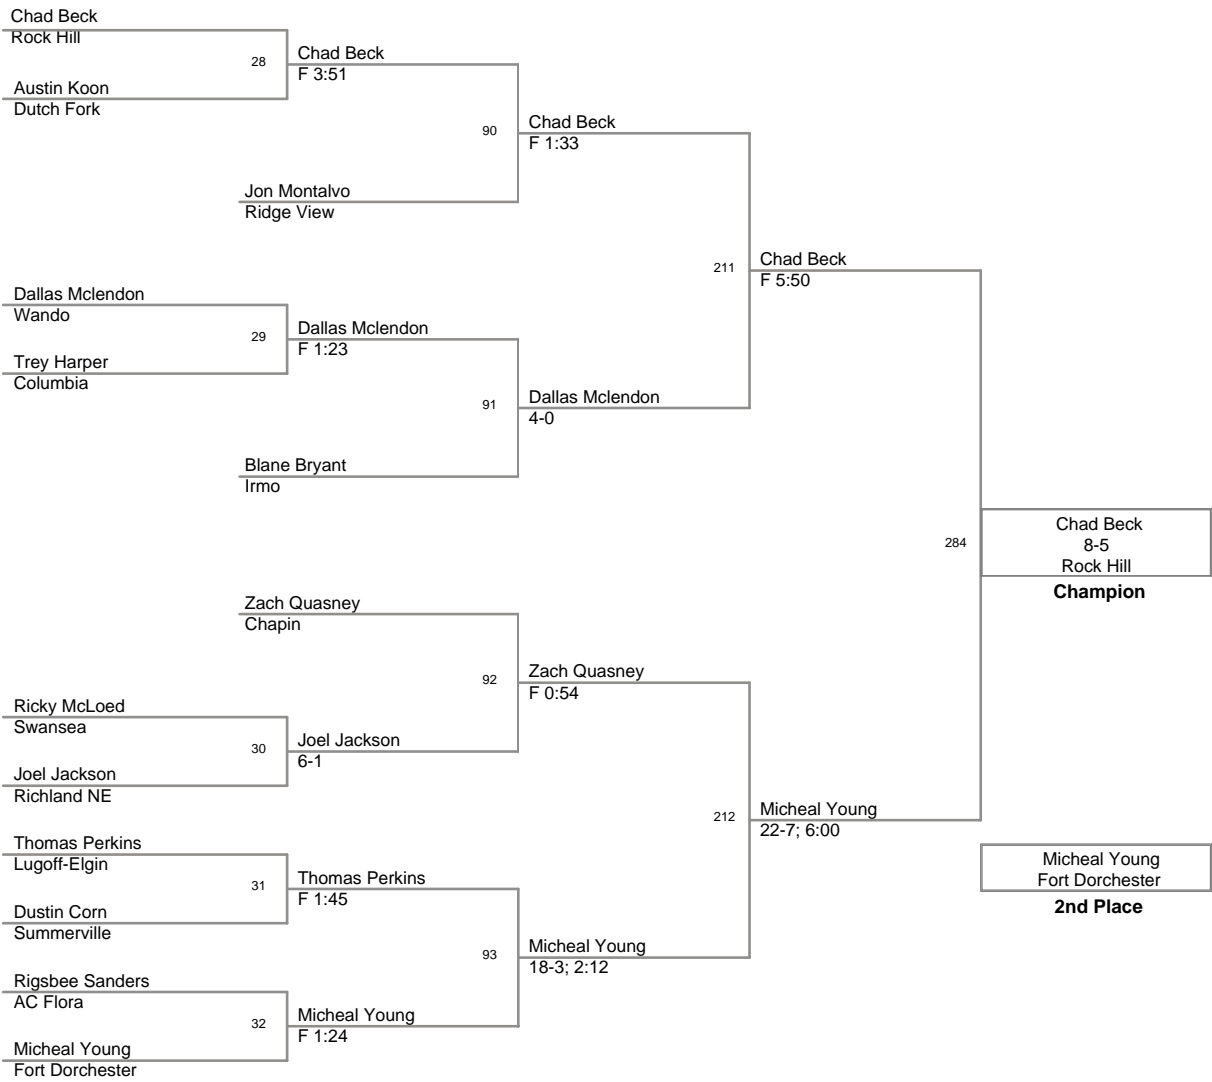 Chad Beck
Rock Hill
28
Chad Beck
F 3:51
Austin Koon
Dutch Fork
90
Chad Beck
F 1:33
Jon Montalvo
Ridge View
211
Chad Beck
F 5:50
Dallas Mclendon
Wando
29
Dallas Mclendon
F 1:23
Trey Harper
Columbia
91
Dallas Mclendon
4-0
Blane Bryant
Irmo
284
Chad Beck
8-5
Rock Hill
Champion
Zach Quasney
Chapin
92
Zach Quasney
F 0:54
Ricky McLoed
Swansea
30
Joel Jackson
6-1
Joel Jackson
Richland NE
212
Micheal Young
22-7; 6:00
Thomas Perkins
Lugoff-Elgin
31
Thomas Perkins
F 1:45
Dustin Corn
Summerville
93
Micheal Young
18-3; 2:12
Rigsbee Sanders
AC Flora
32
Micheal Young
F 1:24
Micheal Young
Fort Dorchester
Micheal Young
Fort Dorchester
2nd Place